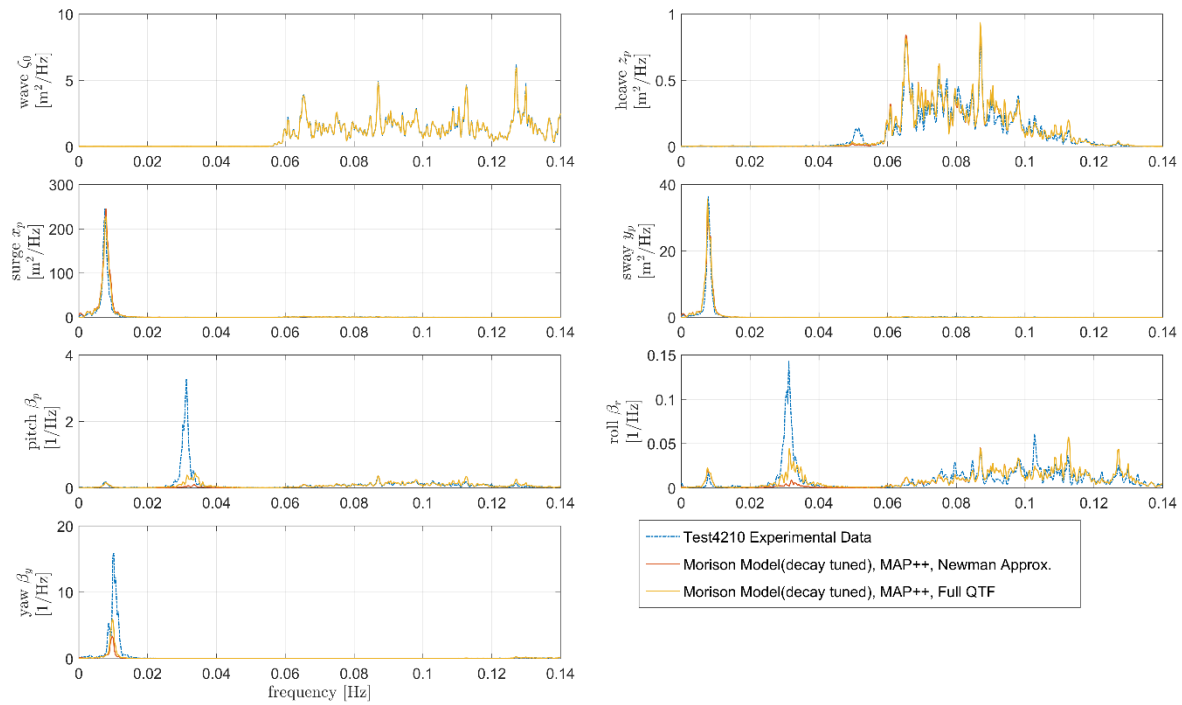 wave ζ0
[m²/Hz]
10
5
0
0 0.02 0.04 0.06 0.08 0.1 0.12 0.14
heave zp
[m²/Hz]
1
0.5
0
0 0.02 0.04 0.06 0.08 0.1 0.12 0.14
surge xp
[m²/Hz]
300
200
100
0
0 0.02 0.04 0.06 0.08 0.1 0.12 0.14
sway yp
[m²/Hz]
40
20
0
0 0.02 0.04 0.06 0.08 0.1 0.12 0.14
pitch βp
[1/Hz]
4
2
0
0 0.02 0.04 0.06 0.08 0.1 0.12 0.14
roll βr
[1/Hz]
0.15
0.1
0.05
0
0 0.02 0.04 0.06 0.08 0.1 0.12 0.14
yaw βy
[1/Hz]
20
10
0
0 0.02 0.04 0.06 0.08 0.1 0.12 0.14
frequency [Hz]
Test4210 Experimental Data
Morison Model(decay tuned), MAP++, Newman Approx.
Morison Model(decay tuned), MAP++, Full QTF